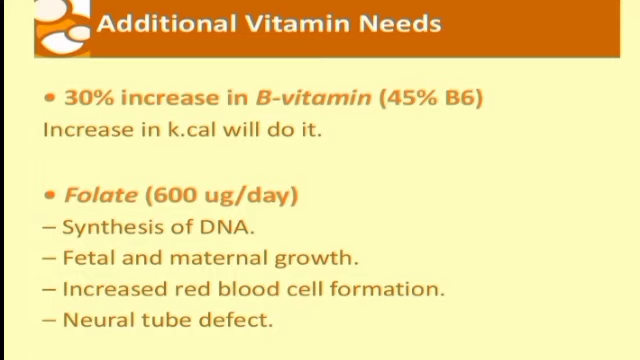 Additional Vitamin Needs
• 30% increase in B-vitamin (45% B6)
Increase in k.cal will do it.
• Folate (600 ug/day)
– Synthesis of DNA.
– Fetal and maternal growth.
– Increased red blood cell formation.
– Neural tube defect.